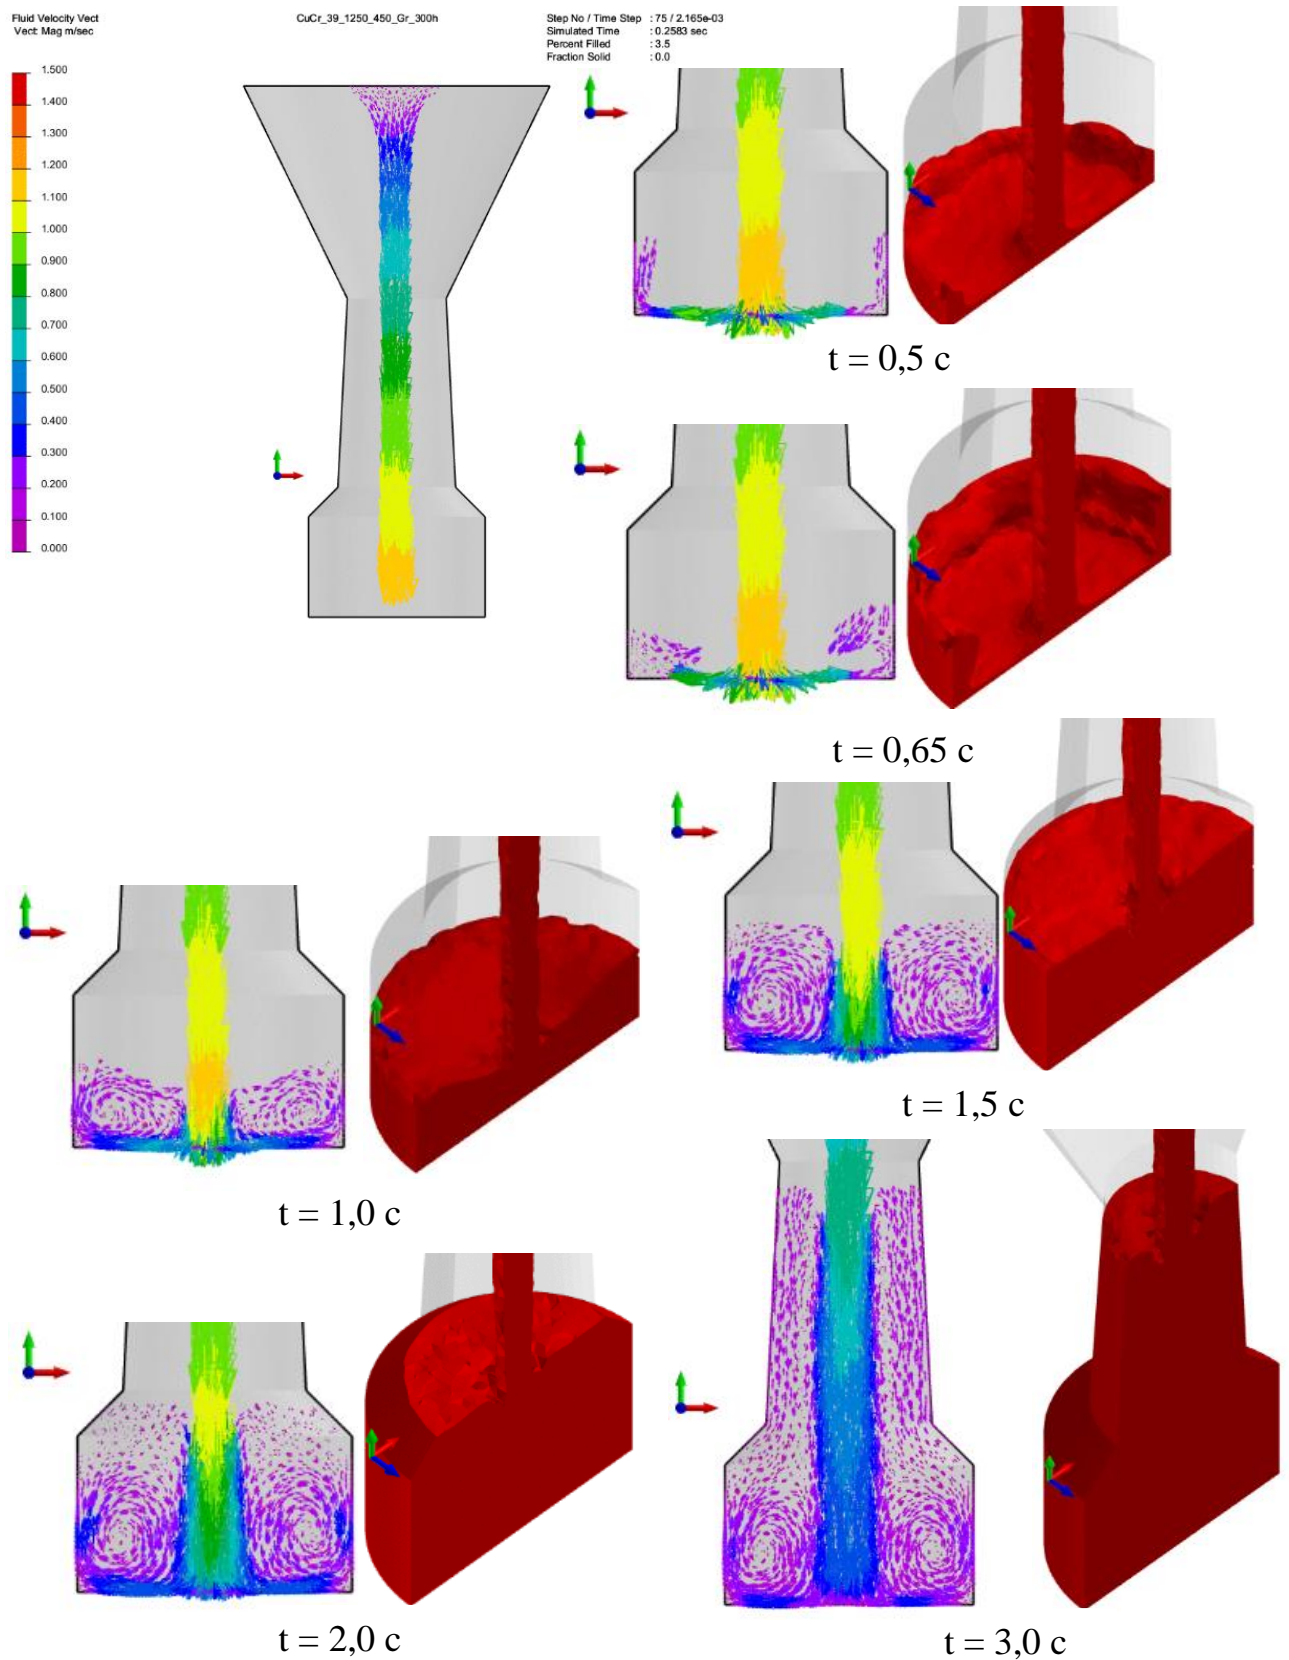 Fluid Velocity Vect
Vect: Mag m/sec
CuCr_39_1250_450_Gr_300h
Step No / Time Step : 75 / 2.165e-03
Simulated Time : 0.2583 sec
Percent Filled : 3.5
Fraction Solid : 0.0
1.500
1.400
1.300
1.200
1.100
1.000
0.900
0.800
0.700
0.600
0.500
0.400
0.300
0.200
0.100
0.000
t = 0,5 c
t = 0,65 c
t = 1,5 c
t = 1,0 c
t = 2,0 c
t = 3,0 c